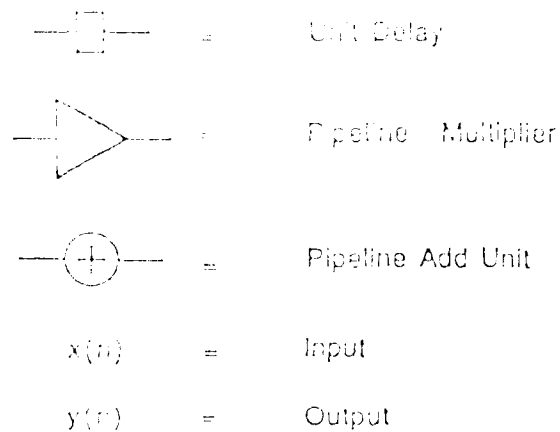 = Unit Delay
= Pipeline Multiplier
= Pipeline Add Unit
x(n) = Input
y(n) = Output